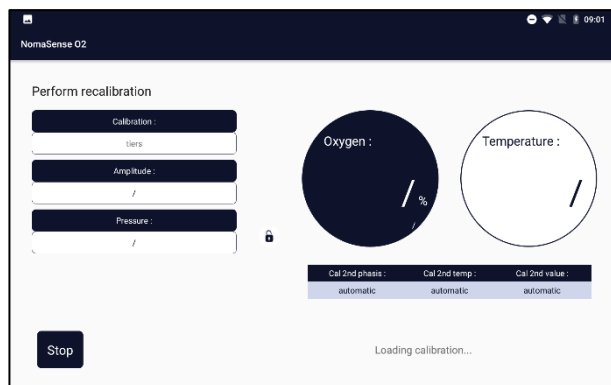 09:01
NomaSense O2
Perform recalibration
Calibration :
tiers
Amplitude :
/
Pressure :
/
Oxygen :
/ %
/
Temperature :
/
Cal 2nd phasis : Cal 2nd temp : Cal 2nd value :
automatic automatic automatic
Stop
Loading calibration...